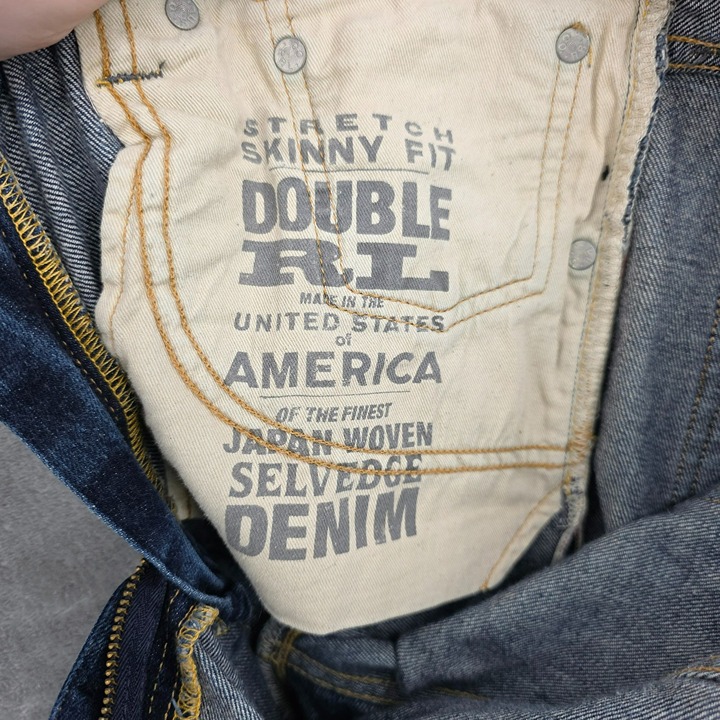 STRETCH
SKINNY FIT
DOUBLE
RL
MADE IN THE
UNITED STATES
of
AMERICA
OF THE FINEST
JAPAN WOVEN
SELVEDGE
DENIM